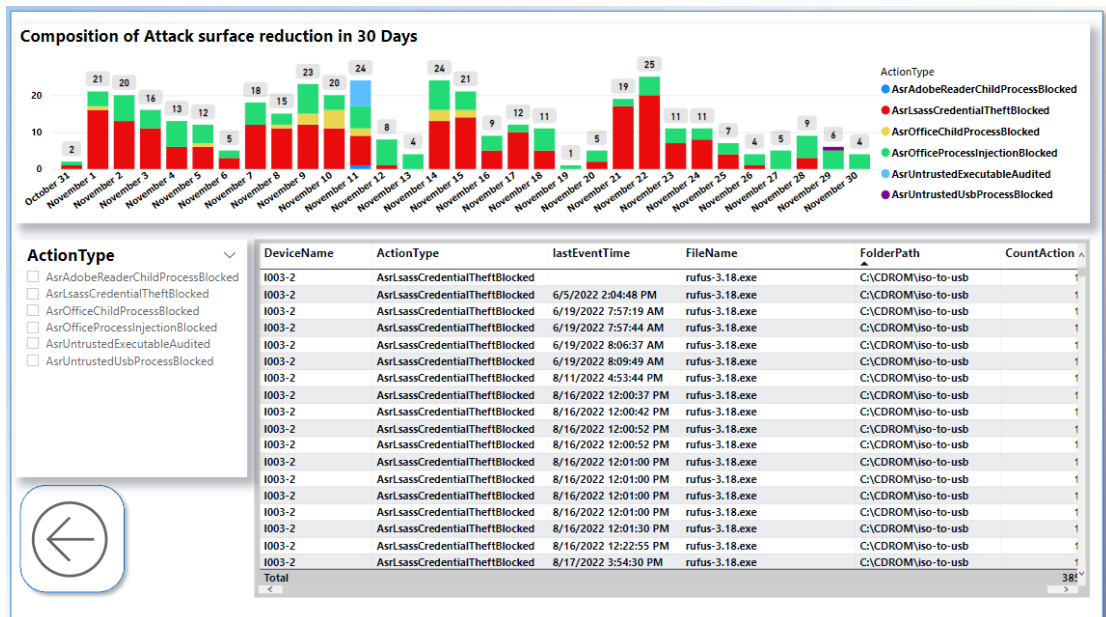 Composition of Attack surface reduction in 30 Days
2 21 20 16 13 12 5 18 15 23 20 24 8 4 24 21 9 12 11 1 5 19 25 11 11 7 4 5 9 6 4
20
10
0
October 31 November 1 November 2 November 3 November 4 November 5 November 6 November 7 November 8 November 9 November 10 November 11 November 12 November 13 November 14 November 15 November 16 November 17 November 18 November 19 November 20 November 21 November 22 November 23 November 24 November 25 November 26 November 27 November 28 November 29 November 30
ActionType
AsrAdobeReaderChildProcessBlocked
AsrLsassCredentialTheftBlocked
AsrOfficeChildProcessBlocked
AsrOfficeProcessInjectionBlocked
AsrUntrustedExecutableAudited
AsrUntrustedUsbProcessBlocked
ActionType
AsrAdobeReaderChildProcessBlocked
AsrLsassCredentialTheftBlocked
AsrOfficeChildProcessBlocked
AsrOfficeProcessInjectionBlocked
AsrUntrustedExecutableAudited
AsrUntrustedUsbProcessBlocked
DeviceName ActionType lastEventTime FileName FolderPath CountAction
I003-2 AsrLsassCredentialTheftBlocked rufus-3.18.exe C:\CDROM\iso-to-usb 1
I003-2 AsrLsassCredentialTheftBlocked 6/5/2022 2:04:48 PM rufus-3.18.exe C:\CDROM\iso-to-usb 1
I003-2 AsrLsassCredentialTheftBlocked 6/19/2022 7:57:19 AM rufus-3.18.exe C:\CDROM\iso-to-usb 1
I003-2 AsrLsassCredentialTheftBlocked 6/19/2022 7:57:44 AM rufus-3.18.exe C:\CDROM\iso-to-usb 1
I003-2 AsrLsassCredentialTheftBlocked 6/19/2022 8:06:37 AM rufus-3.18.exe C:\CDROM\iso-to-usb 1
I003-2 AsrLsassCredentialTheftBlocked 6/19/2022 8:09:49 AM rufus-3.18.exe C:\CDROM\iso-to-usb 1
I003-2 AsrLsassCredentialTheftBlocked 8/11/2022 4:53:44 PM rufus-3.18.exe C:\CDROM\iso-to-usb 1
I003-2 AsrLsassCredentialTheftBlocked 8/16/2022 12:00:37 PM rufus-3.18.exe C:\CDROM\iso-to-usb 1
I003-2 AsrLsassCredentialTheftBlocked 8/16/2022 12:00:42 PM rufus-3.18.exe C:\CDROM\iso-to-usb 1
I003-2 AsrLsassCredentialTheftBlocked 8/16/2022 12:00:52 PM rufus-3.18.exe C:\CDROM\iso-to-usb 1
I003-2 AsrLsassCredentialTheftBlocked 8/16/2022 12:00:52 PM rufus-3.18.exe C:\CDROM\iso-to-usb 1
I003-2 AsrLsassCredentialTheftBlocked 8/16/2022 12:01:00 PM rufus-3.18.exe C:\CDROM\iso-to-usb 1
I003-2 AsrLsassCredentialTheftBlocked 8/16/2022 12:01:00 PM rufus-3.18.exe C:\CDROM\iso-to-usb 1
I003-2 AsrLsassCredentialTheftBlocked 8/16/2022 12:01:00 PM rufus-3.18.exe C:\CDROM\iso-to-usb 1
I003-2 AsrLsassCredentialTheftBlocked 8/16/2022 12:01:00 PM rufus-3.18.exe C:\CDROM\iso-to-usb 1
I003-2 AsrLsassCredentialTheftBlocked 8/16/2022 12:01:30 PM rufus-3.18.exe C:\CDROM\iso-to-usb 1
I003-2 AsrLsassCredentialTheftBlocked 8/16/2022 12:22:55 PM rufus-3.18.exe C:\CDROM\iso-to-usb 1
I003-2 AsrLsassCredentialTheftBlocked 8/17/2022 3:54:30 PM rufus-3.18.exe C:\CDROM\iso-to-usb 1
Total 385